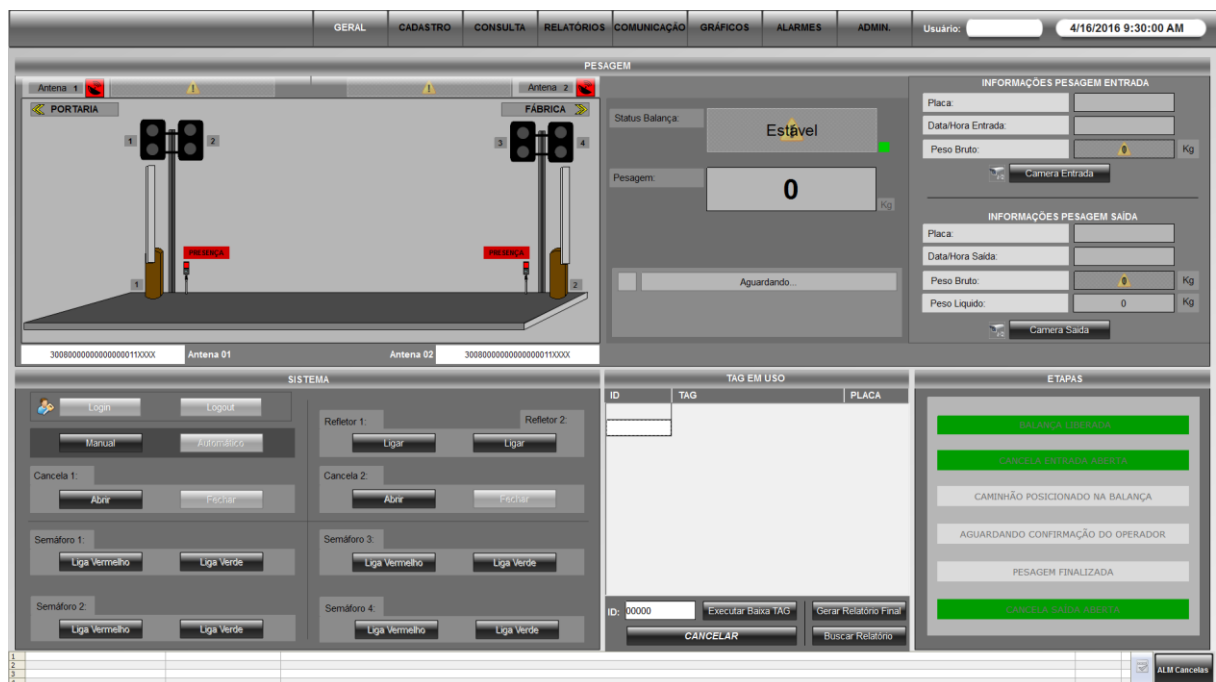 GERAL CADASTRO CONSULTA RELATÓRIOS COMUNICAÇÃO GRÁFICOS ALARMES ADMIN. Usuário: 4/16/2016 9:30:00 AM
PESAGEM
Antena 1
Antena 2
PORTARIA
FÁBRICA
1
2
3
4
PRESENÇA
PRESENÇA
1
2
30080000000000000011XXXX Antena 01
Antena 02 30080000000000000011XXXX
Status Balança:
Estável
Pesagem:
0
Kg
Aguardando...
INFORMAÇÕES PESAGEM ENTRADA
Placa:
Data/Hora Entrada:
Peso Bruto: 0 Kg
Camera Entrada
INFORMAÇÕES PESAGEM SAÍDA
Placa:
Data/Hora Saída:
Peso Bruto: 0 Kg
Peso Liquido: 0 Kg
Camera Saida
SISTEMA
Login Logout
Manual Automático
Cancela 1:
Abrir Fechar
Semáforo 1:
Liga Vermelho Liga Verde
Semáforo 2:
Liga Vermelho Liga Verde
Refletor 1: Refletor 2:
Ligar Ligar
Cancela 2:
Abrir Fechar
Semáforo 3:
Liga Vermelho Liga Verde
Semáforo 4:
Liga Vermelho Liga Verde
TAG EM USO
ID TAG PLACA
ID: 00000 Executar Baixa TAG Gerar Relatório Final
CANCELAR Buscar Relatório
ETAPAS
BALANÇA LIBERADA
CANCELA ENTRADA ABERTA
CAMINHÃO POSICIONADO NA BALANÇA
AGUARDANDO CONFIRMAÇÃO DO OPERADOR
PESAGEM FINALIZADA
CANCELA SAÍDA ABERTA
1
2
3
ALM Cancelas